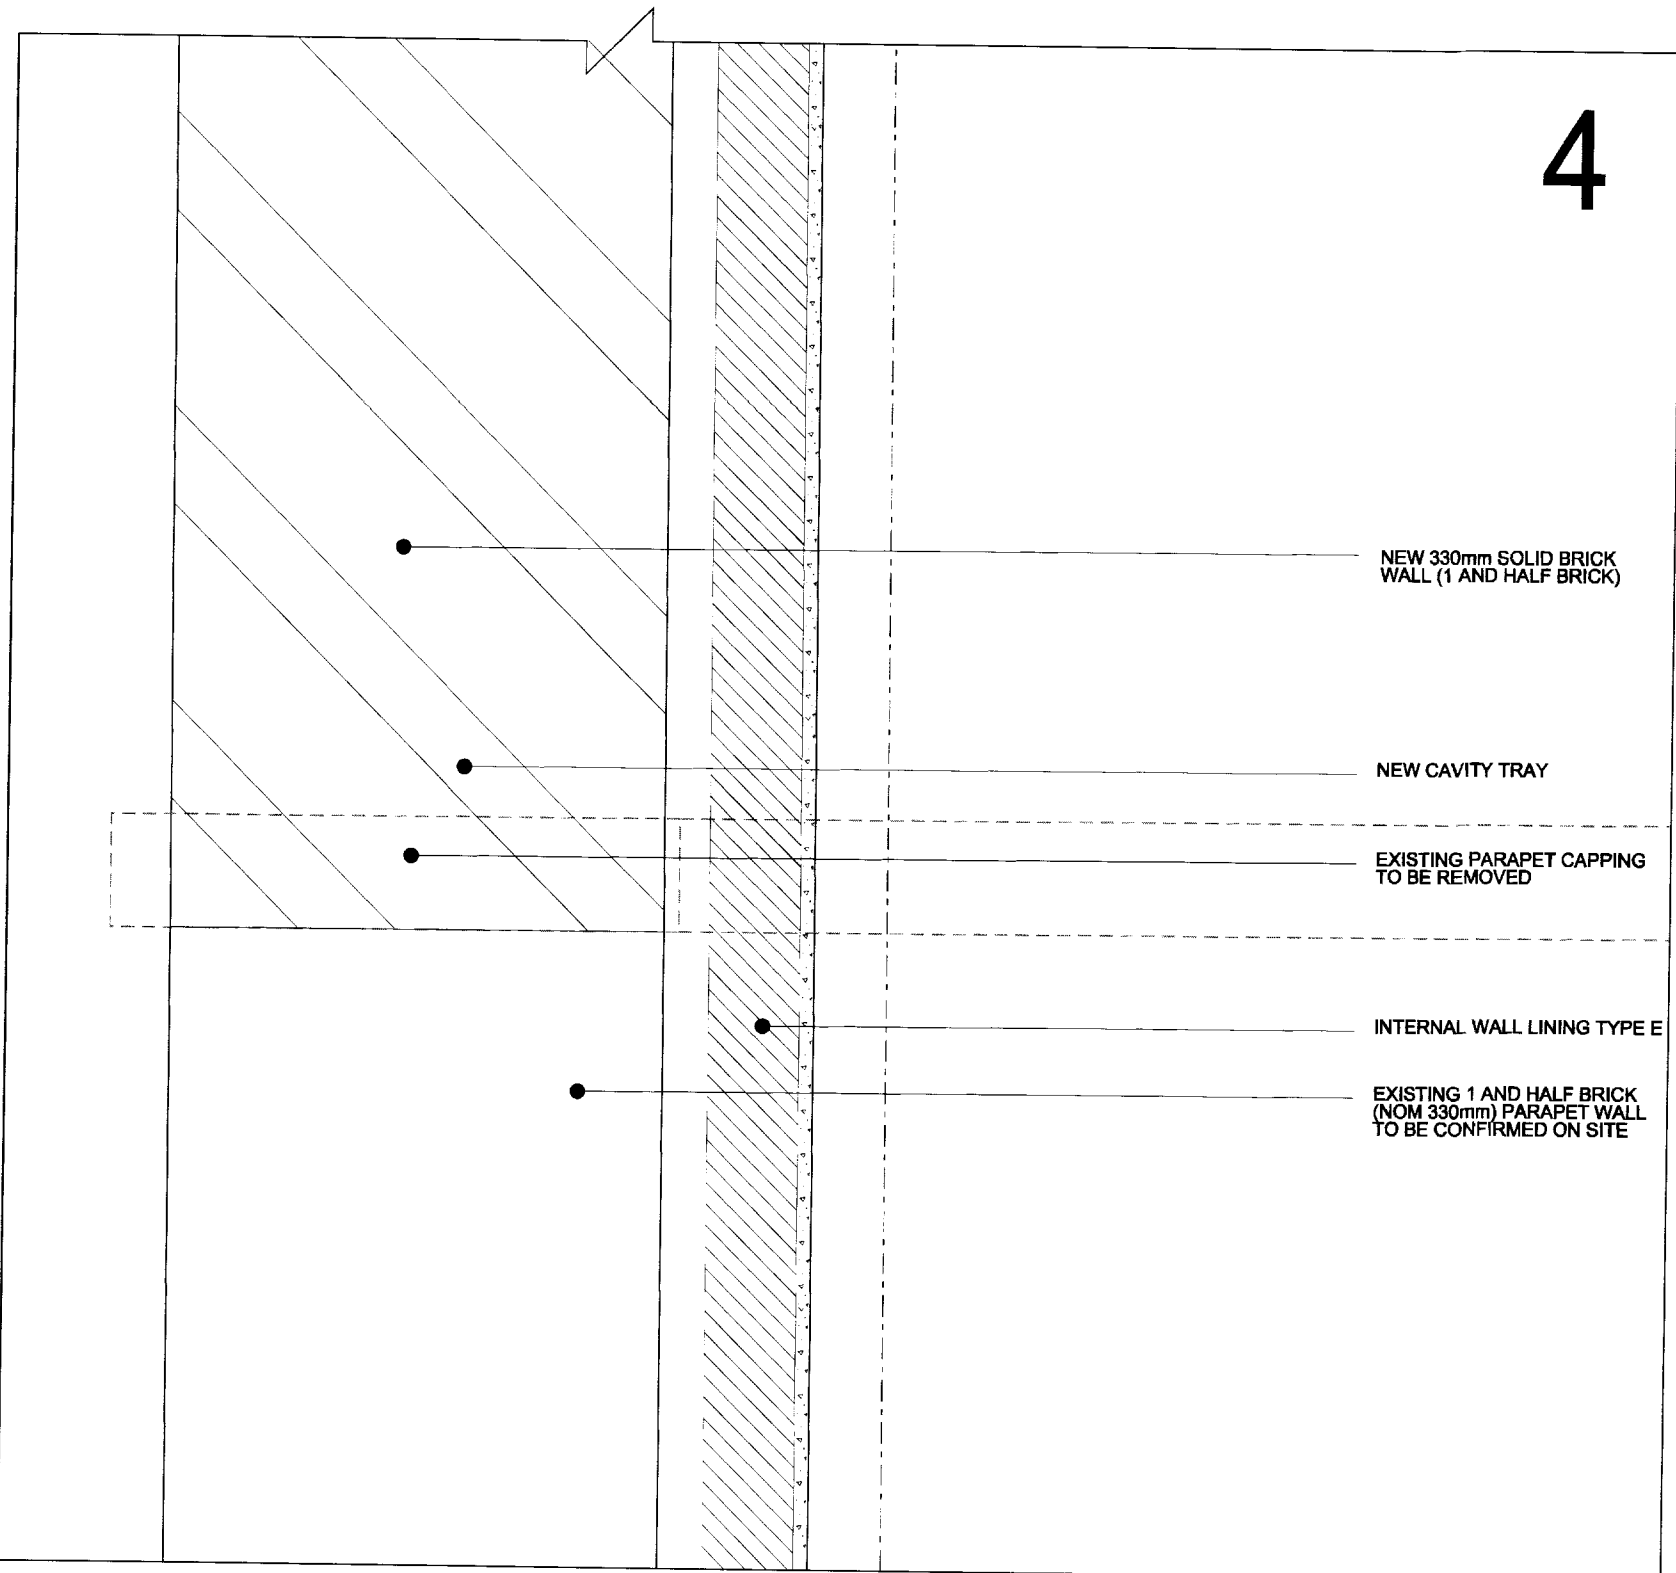 4
NEW 330mm SOLID BRICK
WALL (1 AND HALF BRICK)
NEW CAVITY TRAY
EXISTING PARAPET CAPPING
TO BE REMOVED
INTERNAL WALL LINING TYPE E
EXISTING 1 AND HALF BRICK
(NOM 330mm) PARAPET WALL
TO BE CONFIRMED ON SITE